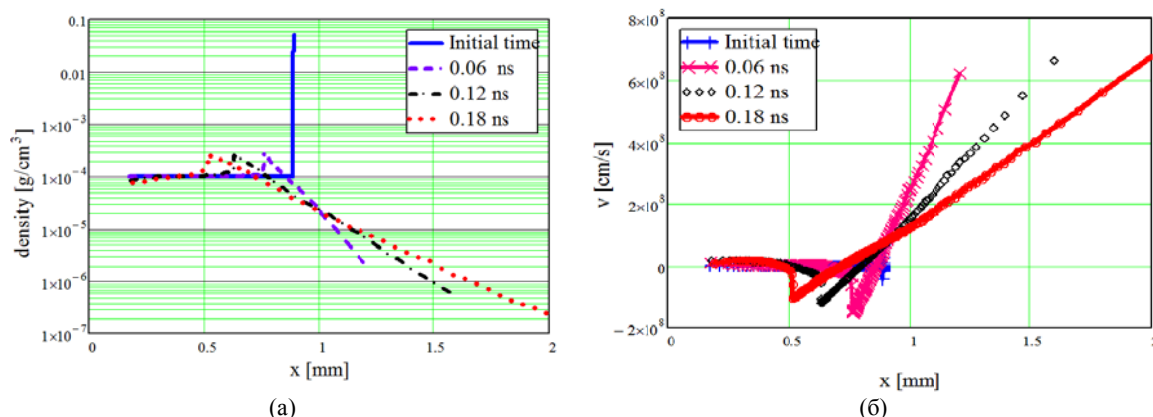 0.1
0.01
1×10⁻³
1×10⁻⁴
1×10⁻⁵
1×10⁻⁶
1×10⁻⁷
density [g/cm³]
0
0.5
1
1.5
2
x [mm]
Initial time
0.06 ns
0.12 ns
0.18 ns
(а)
8×10⁸
6×10⁸
4×10⁸
2×10⁸
0
−2×10⁸
v [cm/s]
0
0.5
1.0
1.5
x [mm]
Initial time
0.06 ns
0.12 ns
0.18 ns
(б)